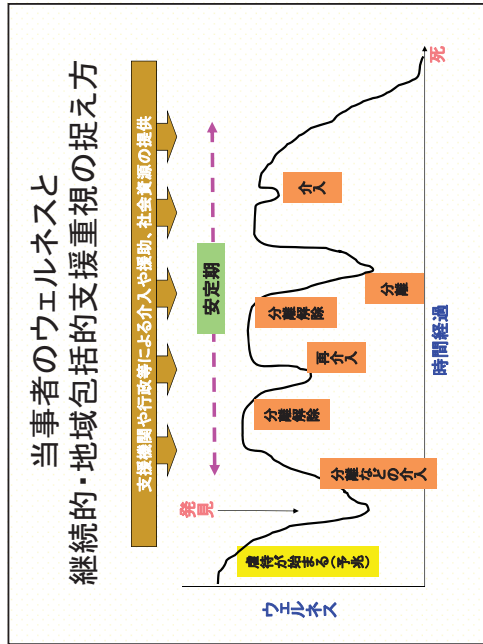 当事者のウェルネスと
継続的・地域包括的支援重視の捉え方
支援機関や行政等による介入や援助、社会資源の提供
安定期
発見
虐待が始まる(予兆)
分離などの介入
分離解除
再介入
分離解除
分離
介入
死
ウェルネス
時間経過